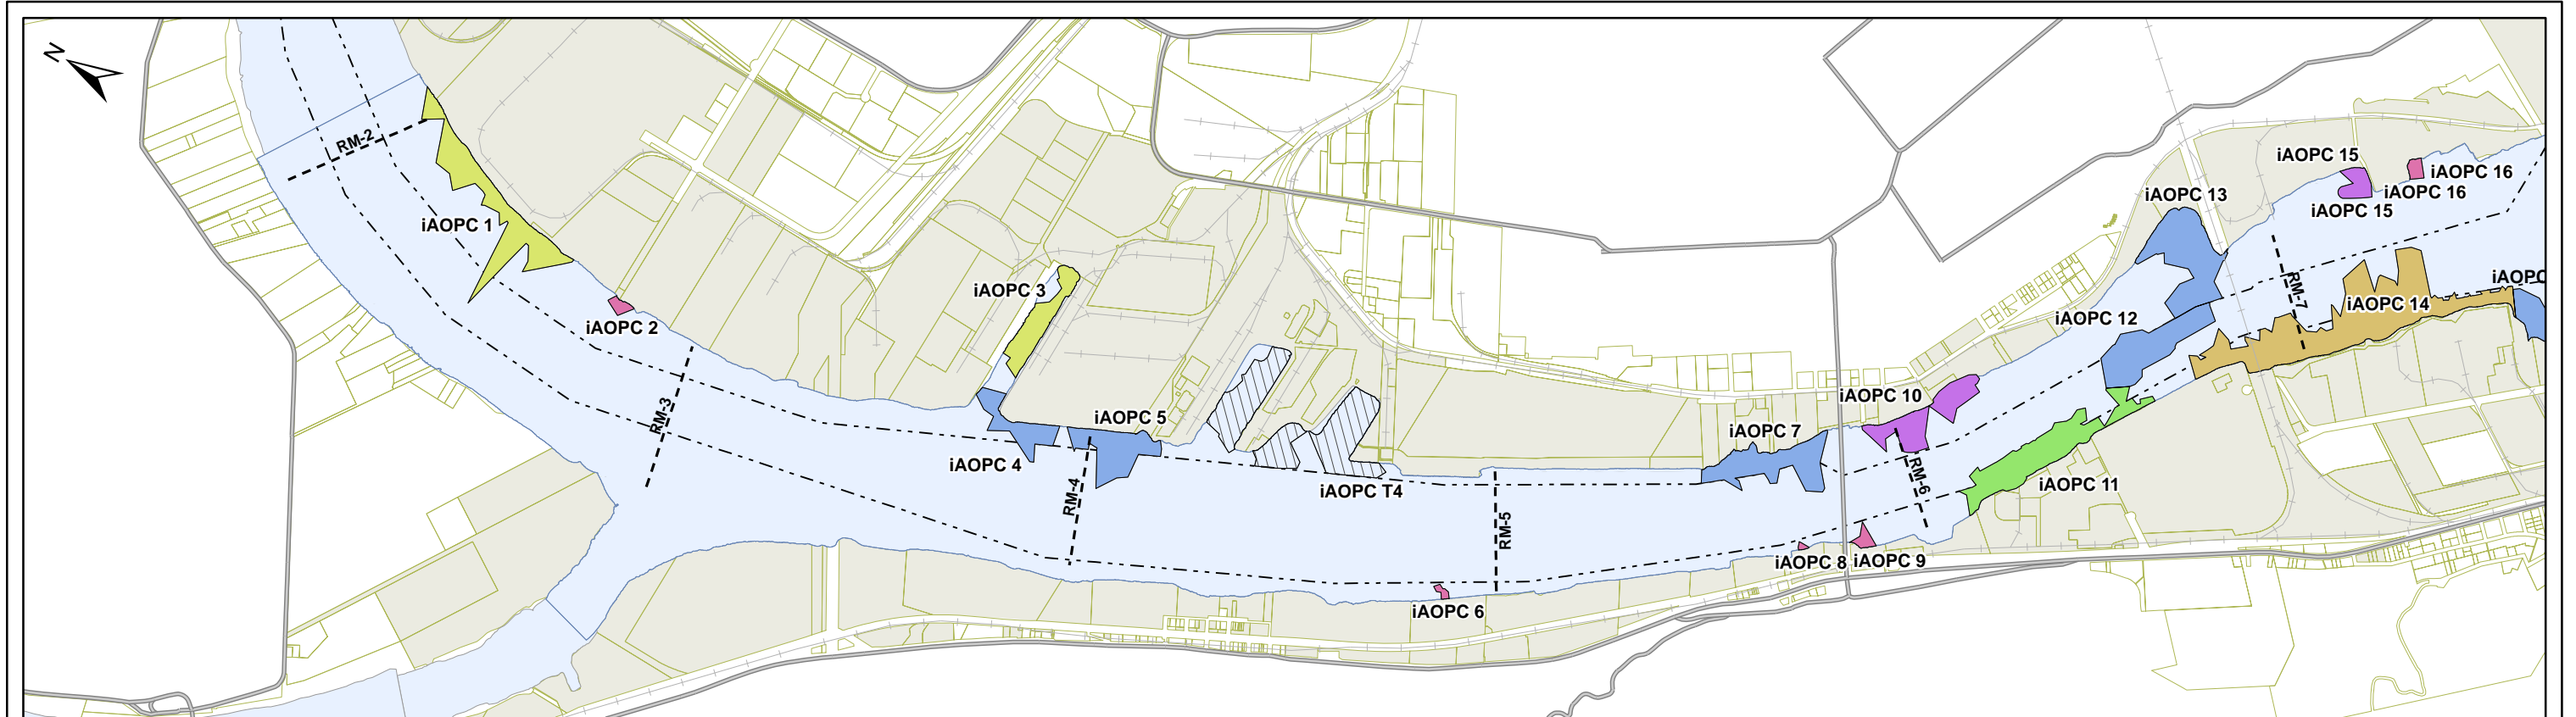 N
RM-2
iAOPC 1
iAOPC 2
RM-3
iAOPC 3
iAOPC 4
RM-4
iAOPC 5
iAOPC T4
iAOPC 6
RM-5
iAOPC 7
iAOPC 8
iAOPC 9
iAOPC 10
RM-6
iAOPC 11
iAOPC 12
iAOPC 13
RM-7
iAOPC 14
iAOPC 15
iAOPC 15
iAOPC 16
iAOPC 16
iAOPC